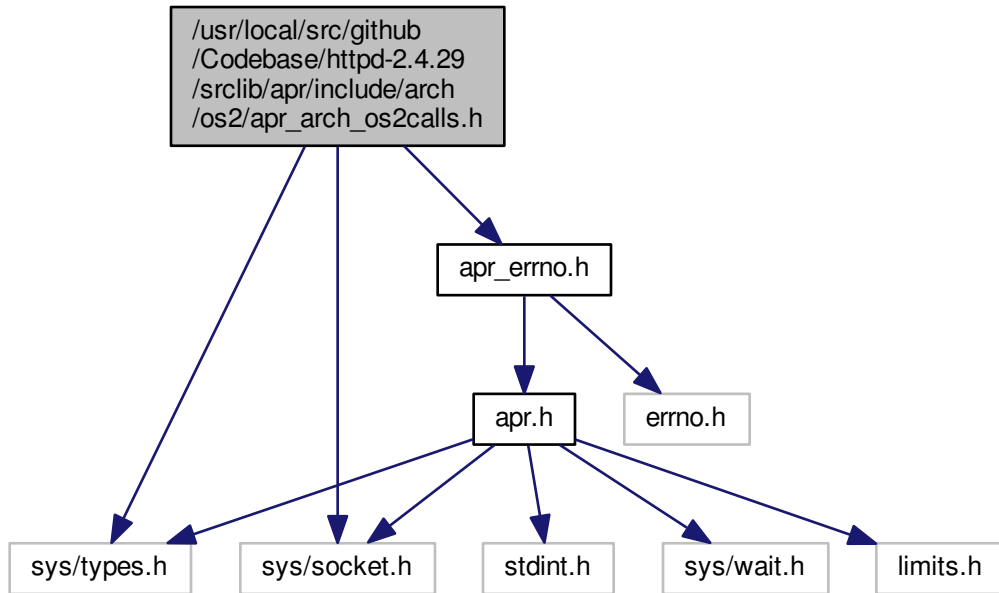 /usr/local/src/github
/Codebase/httpd-2.4.29
/srclib/apr/include/arch
/os2/apr_arch_os2calls.h
apr_errno.h
apr.h
errno.h
sys/types.h
sys/socket.h
stdint.h
sys/wait.h
limits.h